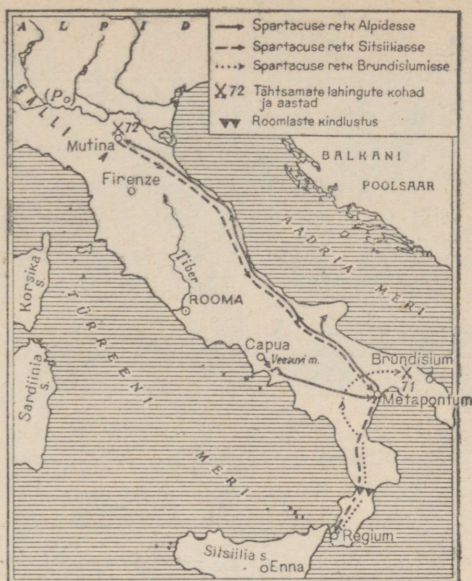 ALPID
Spartacuse retk Alpidesse
Spartacuse retk Sitsiiliasse
Spartacuse retk Brundisiumisse
X72 Tähtsamate lahingute kohad
ja aastad
Roomlaste kindlustus
(Po)
GALLIA
X72
Mutina
Firenze
BALKANI
POOLSAAR
AADRIA MERI
Korsika
s.
Tiber
ROOMA
TÜRREENI
MERI
Capua
Veesuvi m.
Brundisium
X
71
Metapontum
Sardiinia
s.
Regium
Sitsiilia s.
Enna